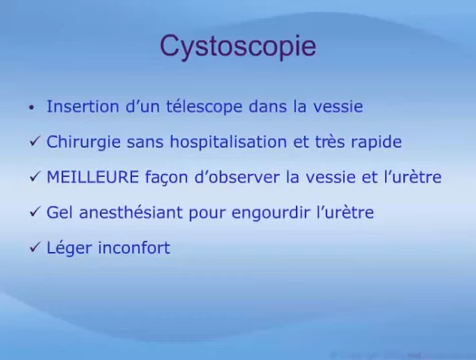 Cystoscopie
• Insertion d'un télescope dans la vessie
✓ Chirurgie sans hospitalisation et très rapide
✓ MEILLEURE façon d'observer la vessie et l'urètre
✓ Gel anesthésiant pour engourdir l'urètre
✓ Léger inconfort